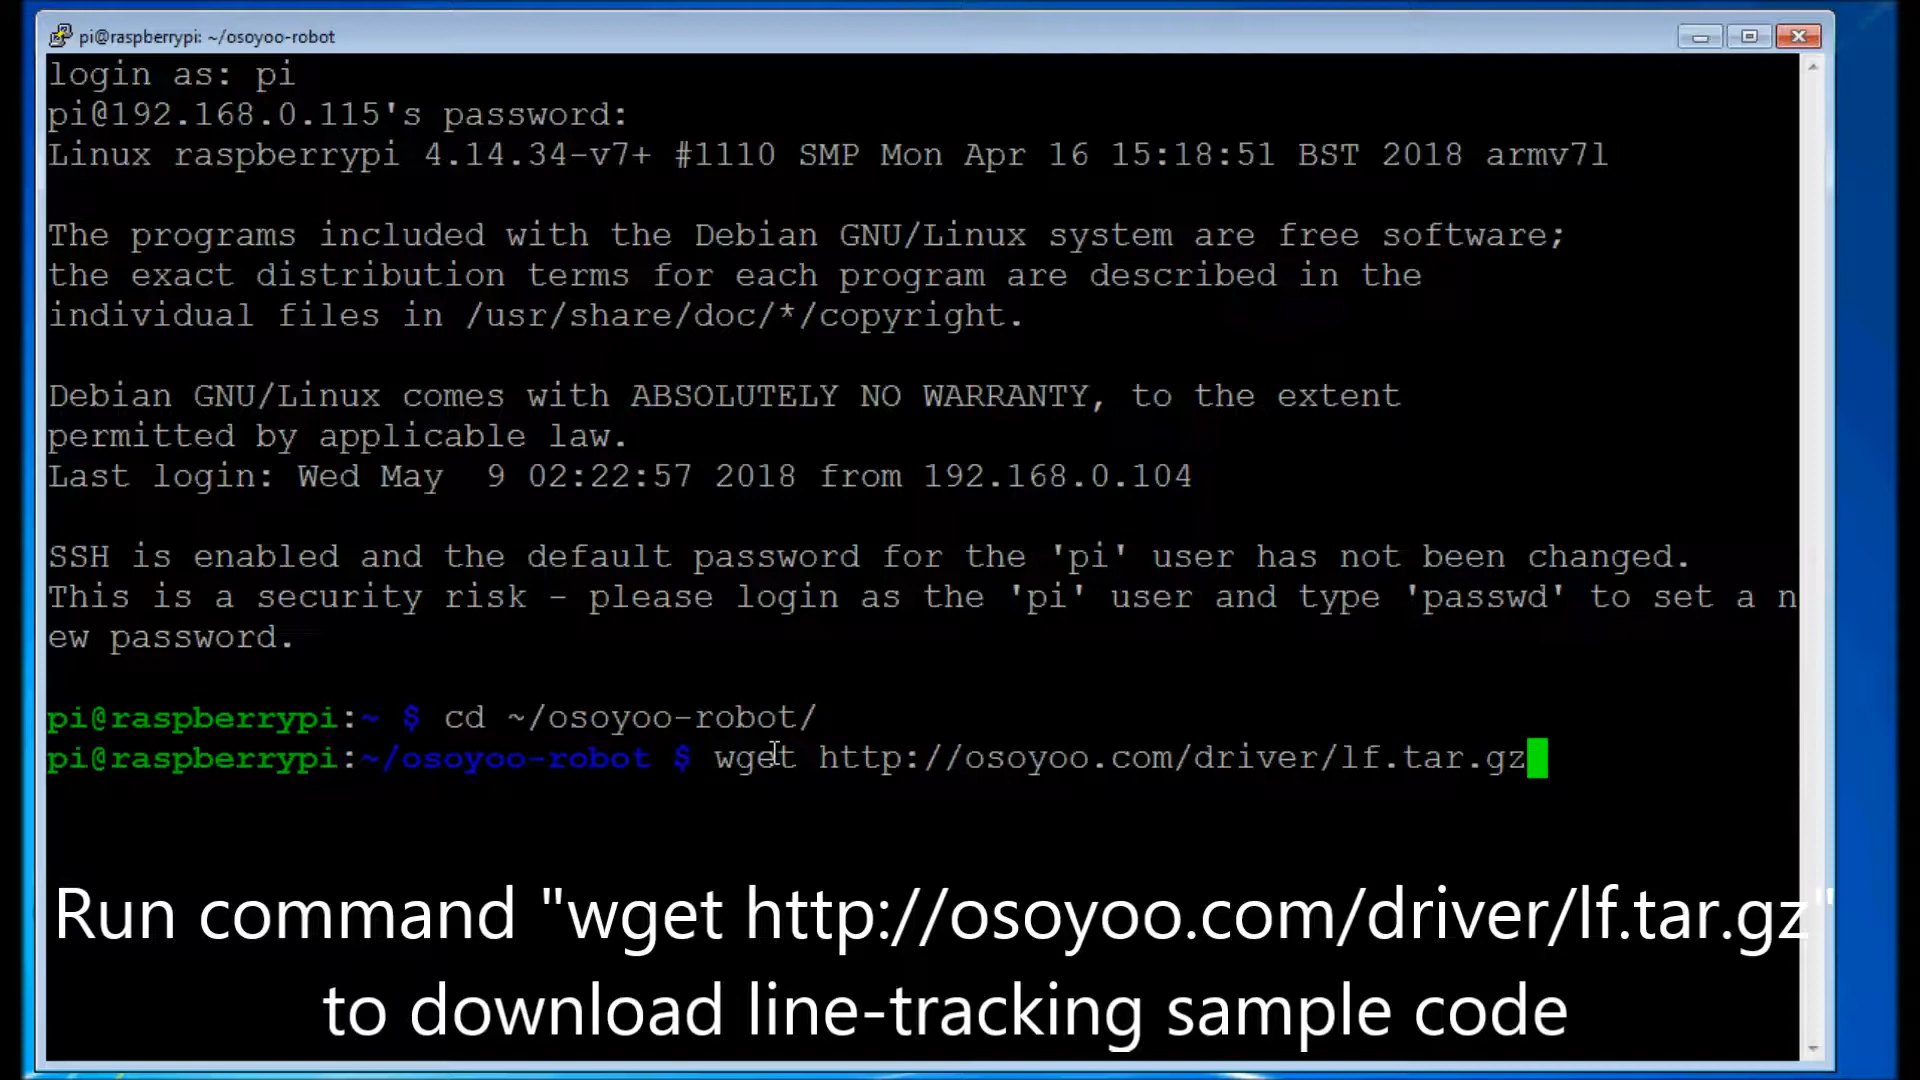 pi@raspberrypi: ~/osoyoo-robot
login as: pi
pi@192.168.0.115's password:
Linux raspberrypi 4.14.34-v7+ #1110 SMP Mon Apr 16 15:18:51 BST 2018 armv7l
The programs included with the Debian GNU/Linux system are free software;
the exact distribution terms for each program are described in the
individual files in /usr/share/doc/*/copyright.
Debian GNU/Linux comes with ABSOLUTELY NO WARRANTY, to the extent
permitted by applicable law.
Last login: Wed May  9 02:22:57 2018 from 192.168.0.104
SSH is enabled and the default password for the 'pi' user has not been changed.
This is a security risk - please login as the 'pi' user and type 'passwd' to set a n
ew password.
pi@raspberrypi:~ $ cd ~/osoyoo-robot/
pi@raspberrypi:~/osoyoo-robot $ wget http://osoyoo.com/driver/lf.tar.gz
Run command "wget http://osoyoo.com/driver/lf.tar.gz"
to download line-tracking sample code